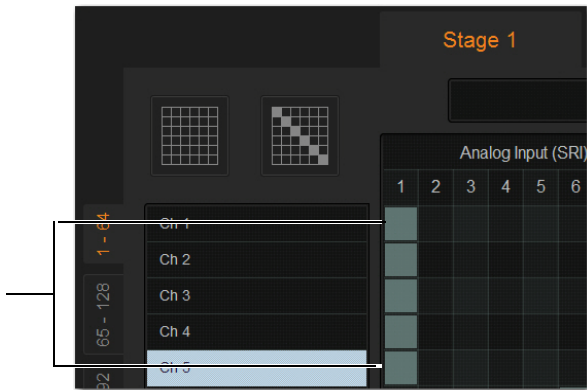 Stage 1
Analog Input (SRI)
1 2 3 4 5 6
Ch 1
Ch 2
Ch 3
Ch 4
Ch 5
1 - 64
65 - 128
92